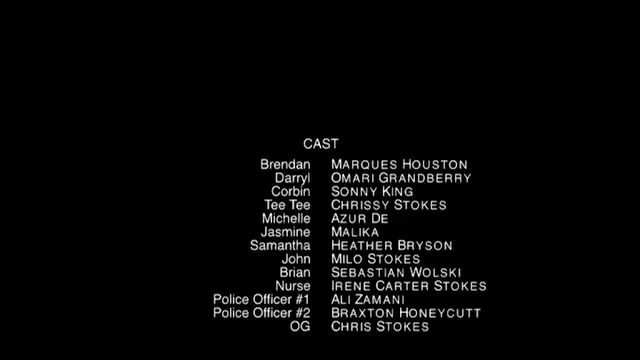 CAST
Brendan MARQUES HOUSTON
Darryl OMARI GRANDBERRY
Corbin SONNY KING
Tee Tee CHRISSY STOKES
Michelle AZUR DE
Jasmine MALIKA
Samantha HEATHER BRYSON
John MILO STOKES
Brian SEBASTIAN WOLSKI
Nurse IRENE CARTER STOKES
Police Officer #1 ALI ZAMANI
Police Officer #2 BRAXTON HONEYCUTT
OG CHRIS STOKES